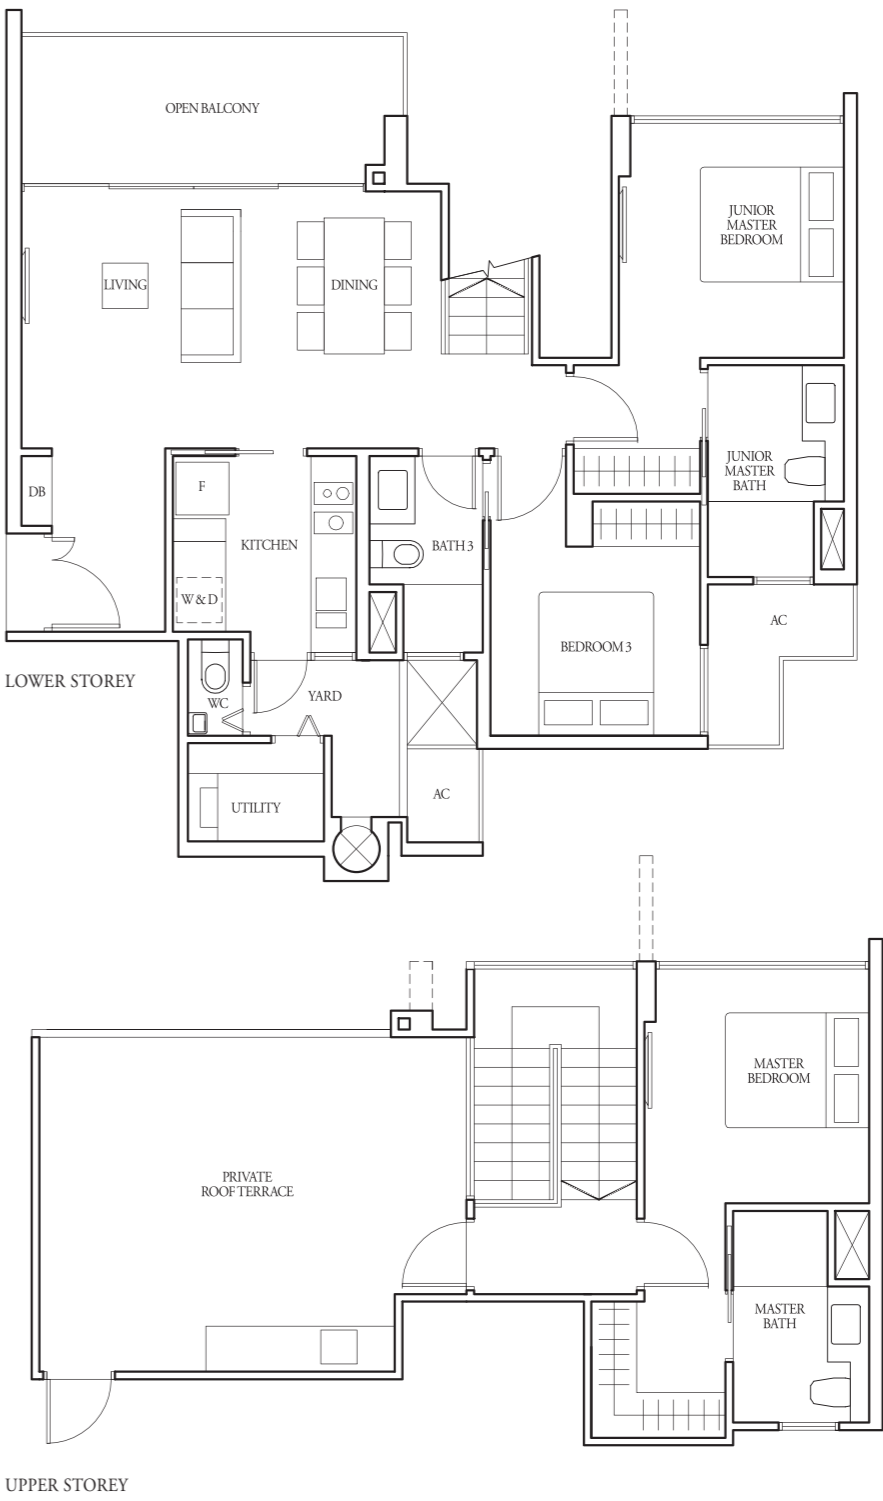 OPEN BALCONY
JUNIOR
MASTER
BEDROOM
LIVING
DINING
JUNIOR
MASTER
BATH
DB
F
KITCHEN
BATH 3
W & D
AC
BEDROOM 3
LOWER STOREY
WC
YARD
UTILITY
AC
MASTER
BEDROOM
PRIVATE
ROOF TERRACE
MASTER
BATH
UPPER STOREY